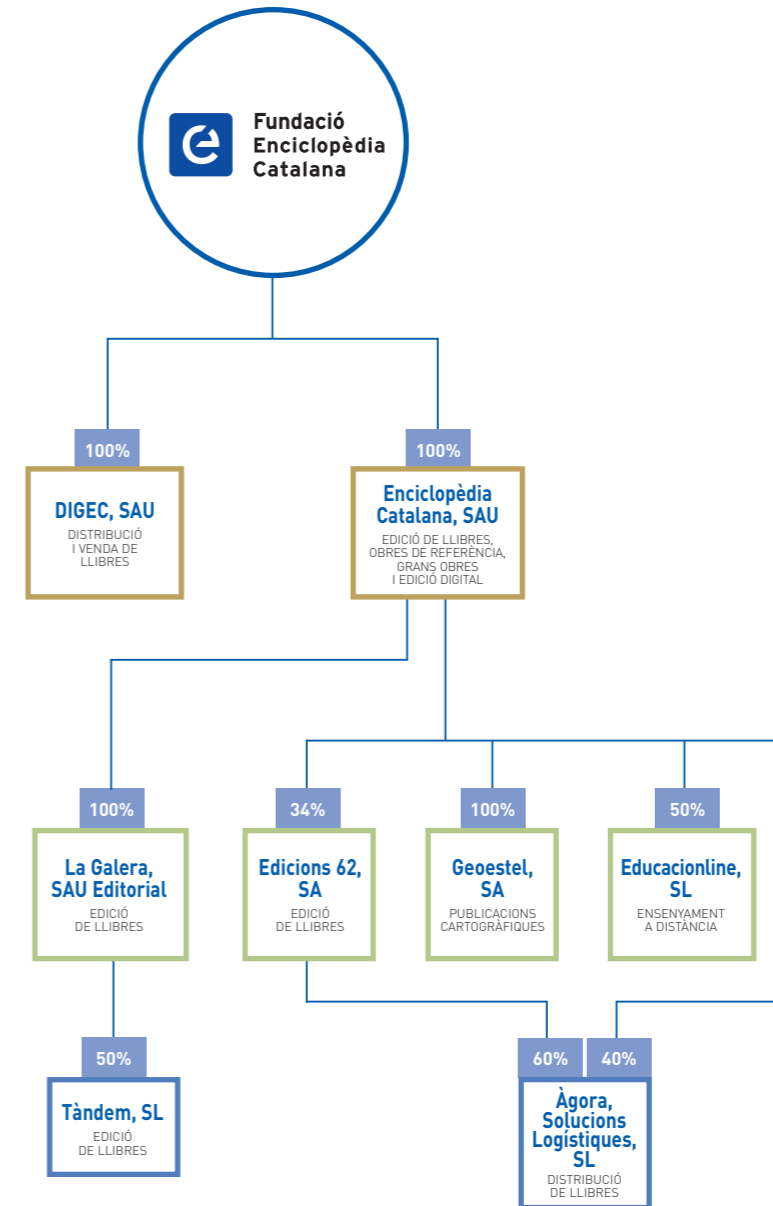 Fundació
Enciclopèdia
Catalana
100%
DIGEC, SAU
DISTRIBUCIÓ
I VENDA DE
LLIBRES
100%
Enciclopèdia
Catalana, SAU
EDICIÓ DE LLIBRES,
OBRES DE REFERÈNCIA,
GRANS OBRES
I EDICIÓ DIGITAL
100%
La Galera,
SAU Editorial
EDICIÓ
DE LLIBRES
34%
Edicions 62,
SA
EDICIÓ
DE LLIBRES
100%
Geoestel,
SA
PUBLICACIONS
CARTOGRÀFIQUES
50%
Educacionline,
SL
ENSENYAMENT
A DISTÀNCIA
50%
Tàndem, SL
EDICIÓ
DE LLIBRES
60% 40%
Àgora,
Solucions
Logístiques,
SL
DISTRIBUCIÓ
DE LLIBRES